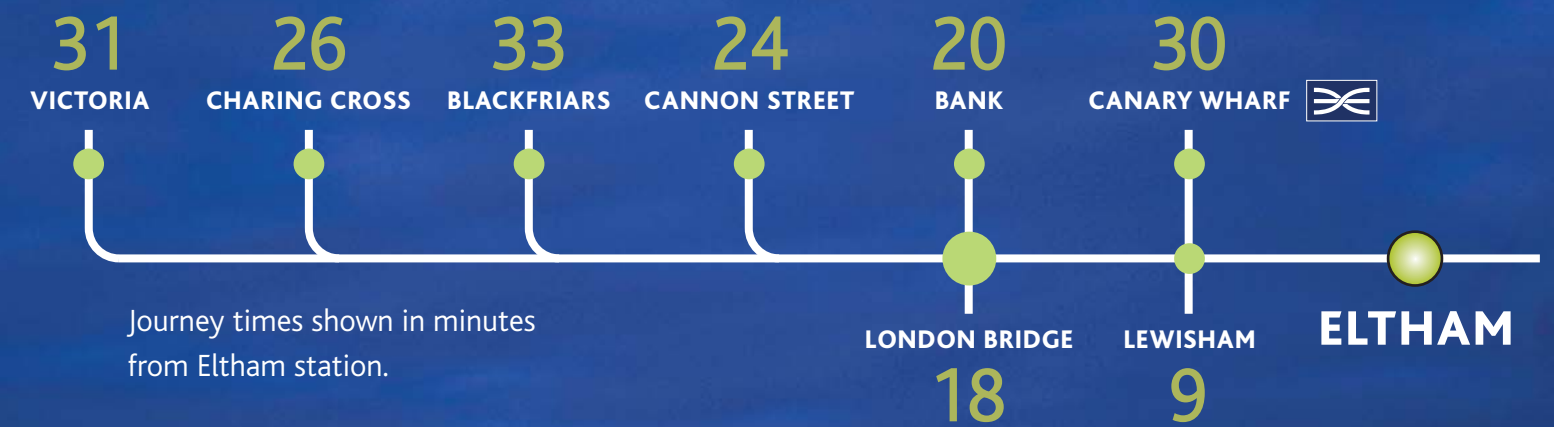 31 26 33 24 20 30
VICTORIA CHARING CROSS BLACKFRIARS CANNON STREET BANK CANARY WHARF
Journey times shown in minutes
from Eltham station.
LONDON BRIDGE LEWISHAM ELTHAM
18 9